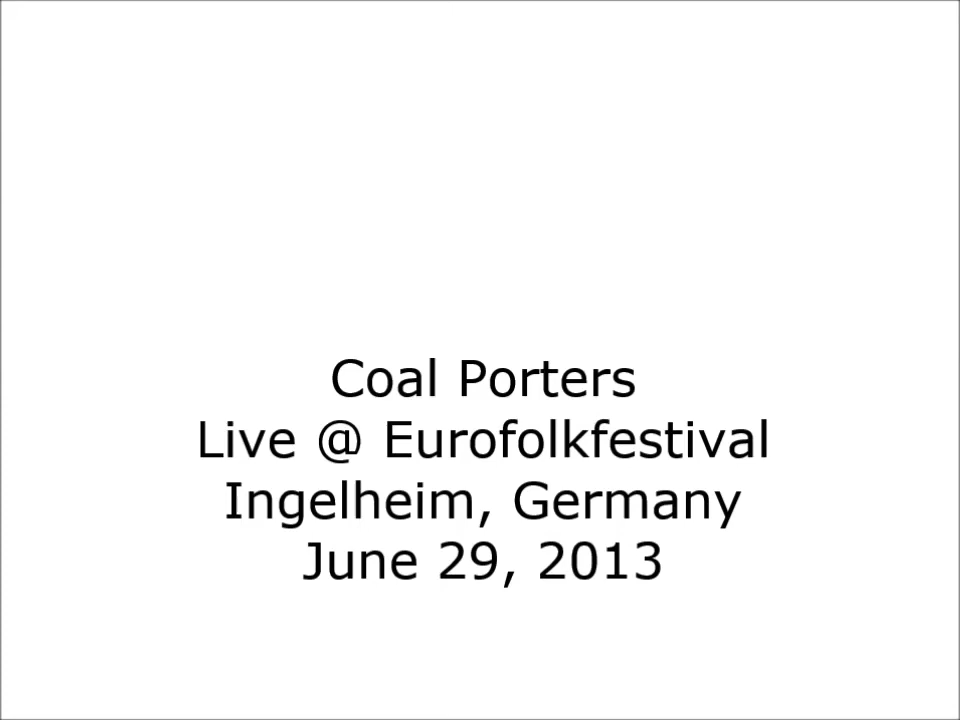 Coal Porters
Live @ Eurofolkfestival
Ingelheim, Germany
June 29, 2013